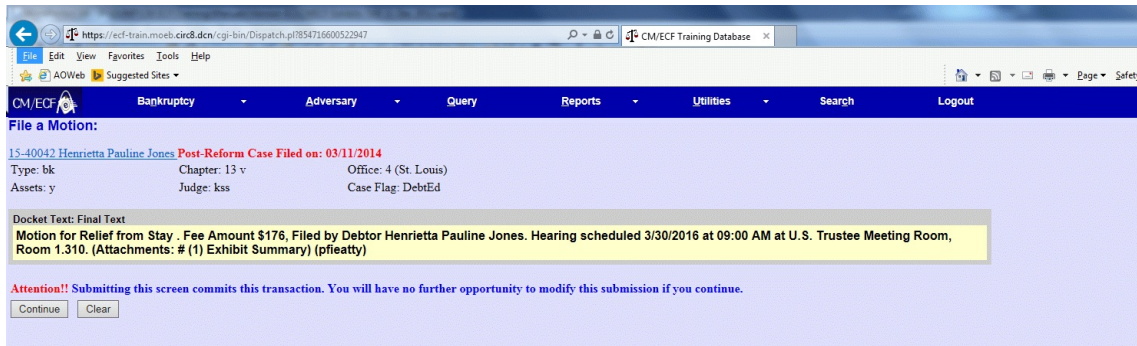 https://ecf-train.moeb.circ8.dcn/cgi-bin/Dispatch.pl?854716600522947 CM/ECF Training Database
File Edit View Favorites Tools Help
AOWeb Suggested Sites Page Safety
CM/ECF Bankruptcy Adversary Query Reports Utilities Search Logout
File a Motion:
15-40042 Henrietta Pauline Jones Post-Reform Case Filed on: 03/11/2014
Type: bk Chapter: 13 v Office: 4 (St. Louis)
Assets: y Judge: kss Case Flag: DebtEd
Docket Text: Final Text
Motion for Relief from Stay . Fee Amount $176, Filed by Debtor Henrietta Pauline Jones. Hearing scheduled 3/30/2016 at 09:00 AM at U.S. Trustee Meeting Room,
Room 1.310. (Attachments: # (1) Exhibit Summary) (pfieatty)
Attention!! Submitting this screen commits this transaction. You will have no further opportunity to modify this submission if you continue.
Continue Clear